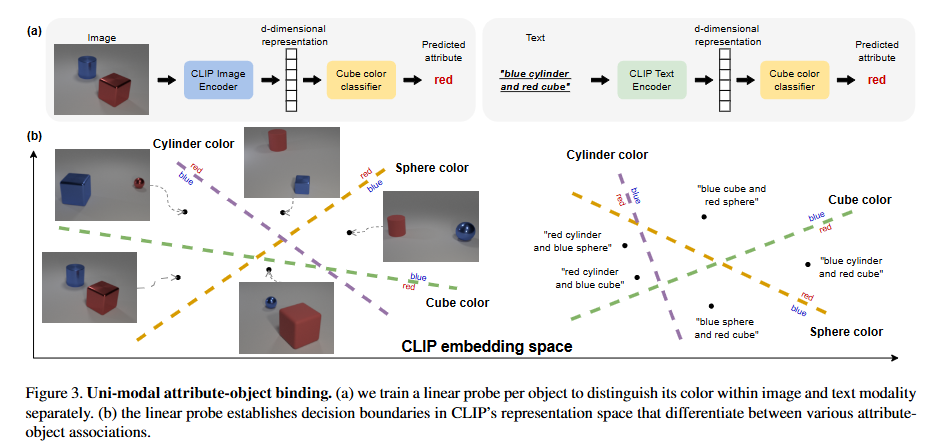 (a)
Image
d-dimensional
representation
CLIP Image
Encoder
Cube color
classifier
Predicted
attribute
red
Text
"blue cylinder
and red cube"
CLIP Text
Encoder
d-dimensional
representation
Cube color
classifier
Predicted
attribute
red
(b)
Cylinder color
red
blue
Sphere color
red
blue
Cube color
blue
red
Cylinder color
blue
red
"blue cube and
red sphere"
Cube color
blue
red
"red cylinder
and blue sphere"
"red cylinder
and blue cube"
"blue cylinder
and red cube"
"blue sphere
and red cube"
red
blue
Sphere color
CLIP embedding space
Figure 3. Uni-modal attribute-object binding. (a) we train a linear probe per object to distinguish its color within image and text modality
separately. (b) the linear probe establishes decision boundaries in CLIP's representation space that differentiate between various attribute-
object associations.